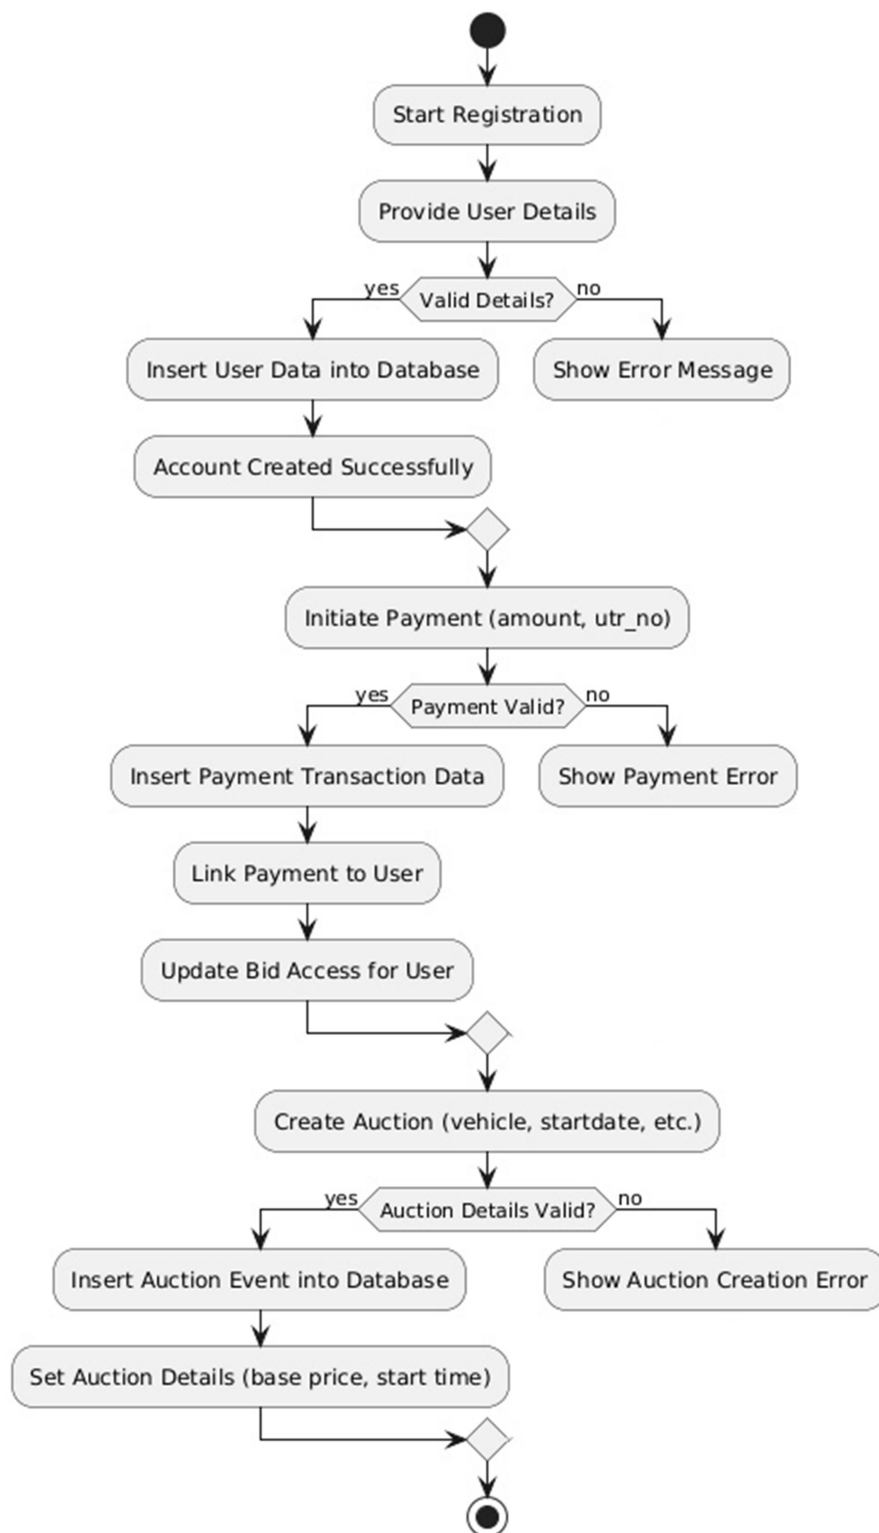 Start Registration
Provide User Details
yes
Valid Details?
no
Insert User Data into Database
Show Error Message
Account Created Successfully
Initiate Payment (amount, utr_no)
yes
Payment Valid?
no
Insert Payment Transaction Data
Show Payment Error
Link Payment to User
Update Bid Access for User
Create Auction (vehicle, startdate, etc.)
yes
Auction Details Valid?
no
Insert Auction Event into Database
Show Auction Creation Error
Set Auction Details (base price, start time)